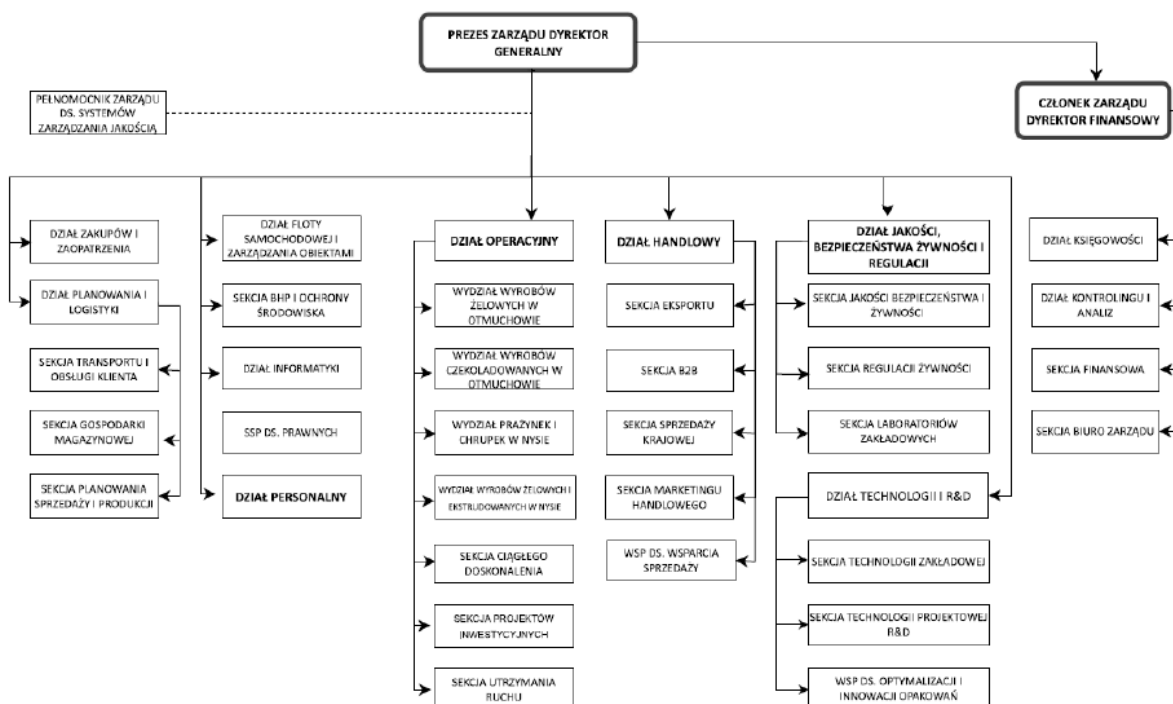 PREZES ZARZĄDU DYREKTOR
GENERALNY
PEŁNOMOCNIK ZARZĄDU
DS. SYSTEMÓW
ZARZĄDZANIA JAKOŚCIĄ
CZŁONEK ZARZĄDU
DYREKTOR FINANSOWY
DZIAŁ ZAKUPÓW I
ZAOPATRZENIA
DZIAŁ PLANOWANIA I
LOGISTYKI
SEKCJA TRANSPORTU I
OBSŁUGI KLIENTA
SEKCJA GOSPODARKI
MAGAZYNOWEJ
SEKCJA PLANOWANIA
SPRZEDAŻY I PRODUKCJI
DZIAŁ FLOTY
SAMOCHODOWEJ I
ZARZĄDZANIA OBIEKTAMI
SEKCJA BHP I OCHRONY
ŚRODOWISKA
DZIAŁ INFORMATYKI
SSP DS. PRAWNYCH
DZIAŁ PERSONALNY
DZIAŁ OPERACYJNY
WYDZIAŁ WYROBÓW
ŻELOWYCH W
OTMUCHOWIE
WYDZIAŁ WYROBÓW
CZEKOLADOWANYCH W
OTMUCHOWIE
WYDZIAŁ PRAŻYNEK I
CHRUPEK W NYSIE
WYDZIAŁ WYROBÓW ŻELOWYCH I
EKSTRUDOWANYCH W NYSIE
SEKCJA CIĄGŁEGO
DOSKONALENIA
SEKCJA PROJEKTÓW
INWESTYCYJNYCH
SEKCJA UTRZYMANIA
RUCHU
DZIAŁ HANDLOWY
SEKCJA EKSPORTU
SEKCJA B2B
SEKCJA SPRZEDAŻY
KRAJOWEJ
SEKCJA MARKETINGU
HANDLOWEGO
WSP DS. WSPARCIA
SPRZEDAŻY
DZIAŁ JAKOŚCI,
BEZPIECZEŃSTWA ŻYWNOŚCI I
REGULACJI
SEKCJA JAKOŚCI BEZPIECZEŃSTWA I
ŻYWNOŚCI
SEKCJA REGULACJI ŻYWNOŚCI
SEKCJA LABORATORIÓW
ZAKŁADOWYCH
DZIAŁ TECHNOLOGII I R&D
SEKCJA TECHNOLOGII ZAKŁADOWEJ
SEKCJA TECHNOLOGII PROJEKTOWEJ
R&D
WSP DS. OPTYMALIZACJI I
INNOWACJI OPAKOWAŃ
DZIAŁ KSIĘGOWOŚCI
DZIAŁ KONTROLINGU I
ANALIZ
SEKCJA FINANSOWA
SEKCJA BIURO ZARZĄDU